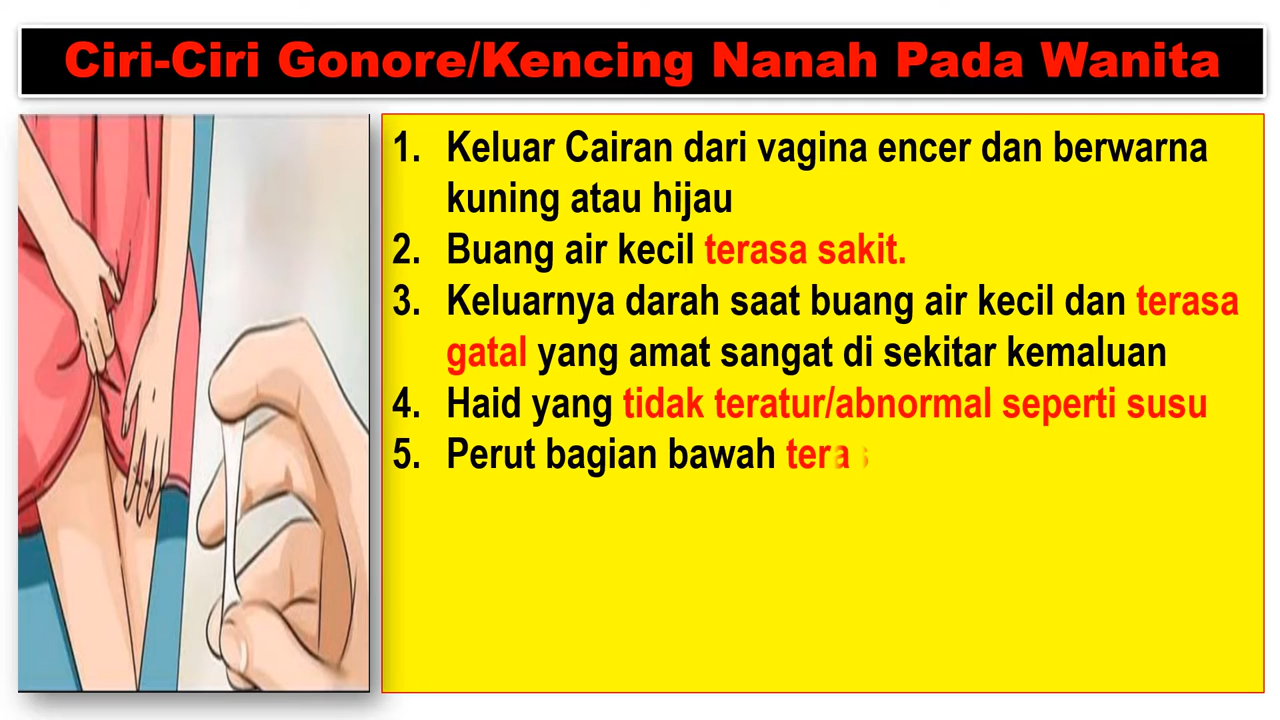 Ciri-Ciri Gonore/Kencing Nanah Pada Wanita
1. Keluar Cairan dari vagina encer dan berwarna
kuning atau hijau
2. Buang air kecil terasa sakit.
3. Keluarnya darah saat buang air kecil dan terasa
gatal yang amat sangat di sekitar kemaluan
4. Haid yang tidak teratur/abnormal seperti susu
5. Perut bagian bawah